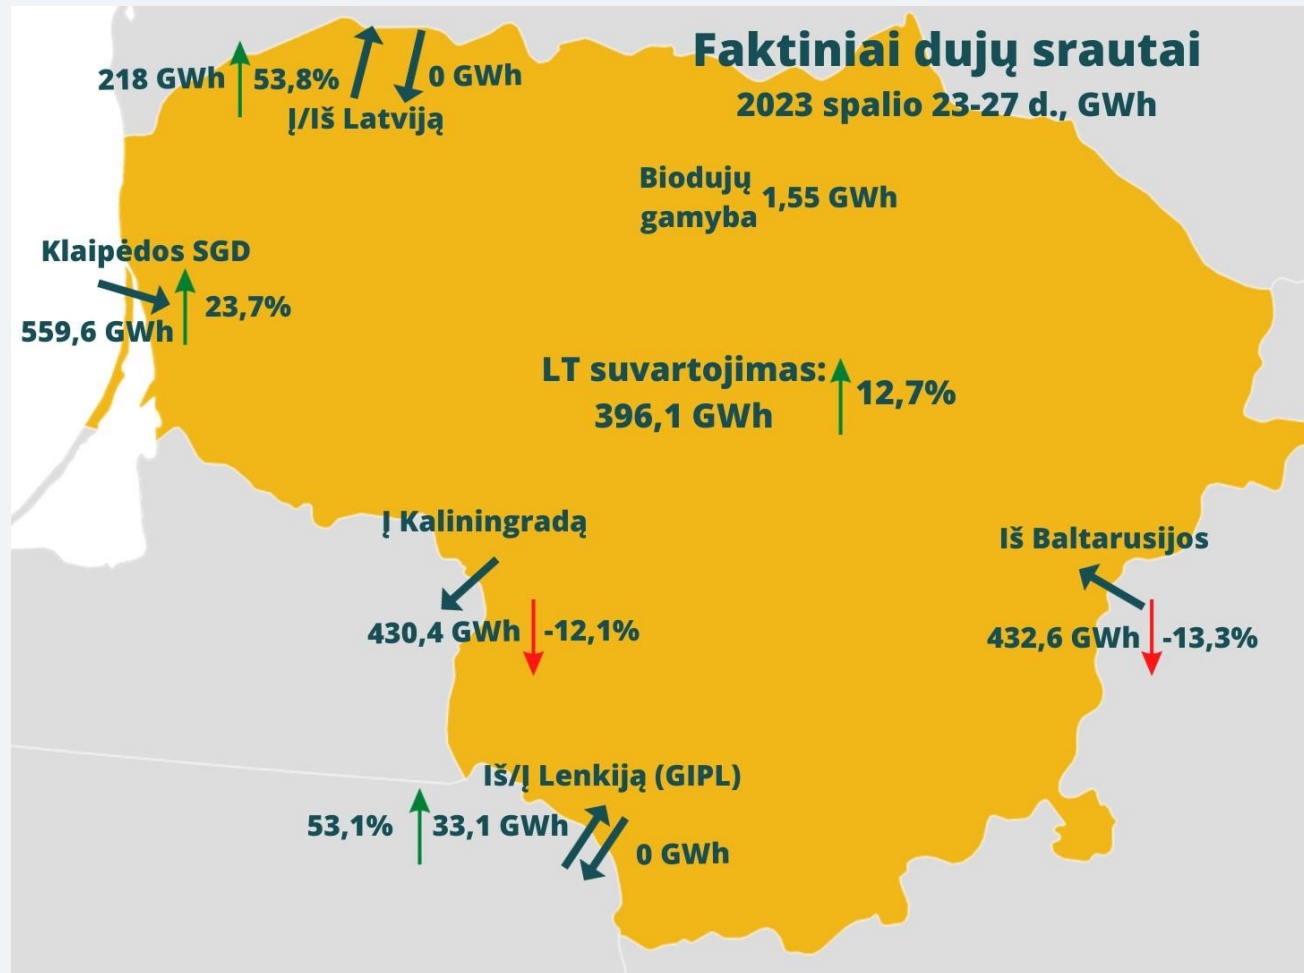 Faktiniai dujų srautai
2023 spalio 23-27 d., GWh
218 GWh 53,8% 0 GWh
Į/Iš Latviją
Biodujų
gamyba 1,55 GWh
Klaipėdos SGD
23,7%
559,6 GWh
LT suvartojimas:
396,1 GWh 12,7%
Į Kaliningradą
430,4 GWh -12,1%
Iš Baltarusijos
432,6 GWh -13,3%
Iš/Į Lenkiją (GIPL)
53,1% 33,1 GWh
0 GWh